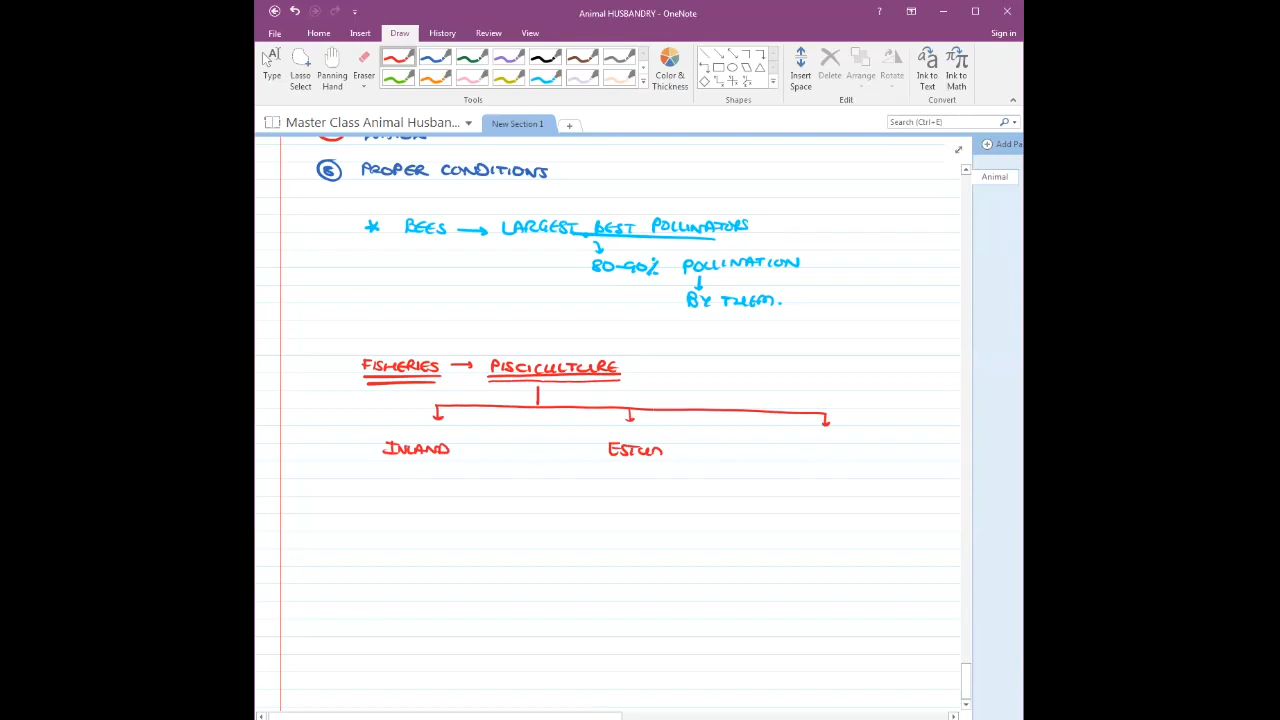 Animal HUSBANDRY - OneNote
?
File Home Insert Draw History Review View Sign in
Type Lasso Select Panning Hand Eraser Color & Thickness Insert Space Delete Arrange Rotate Ink to Text Ink to Math
Tools Shapes Edit Convert
Master Class Animal Husban... New Section 1 Search (Ctrl+E)
Add Pa
Animal
PROPER CONDITIONS
* BEES → LARGEST BEST POLLINATORS
80-90% POLLINATION
BY THEM.
FISHERIES → PISCICULTURE
INLAND ESTU